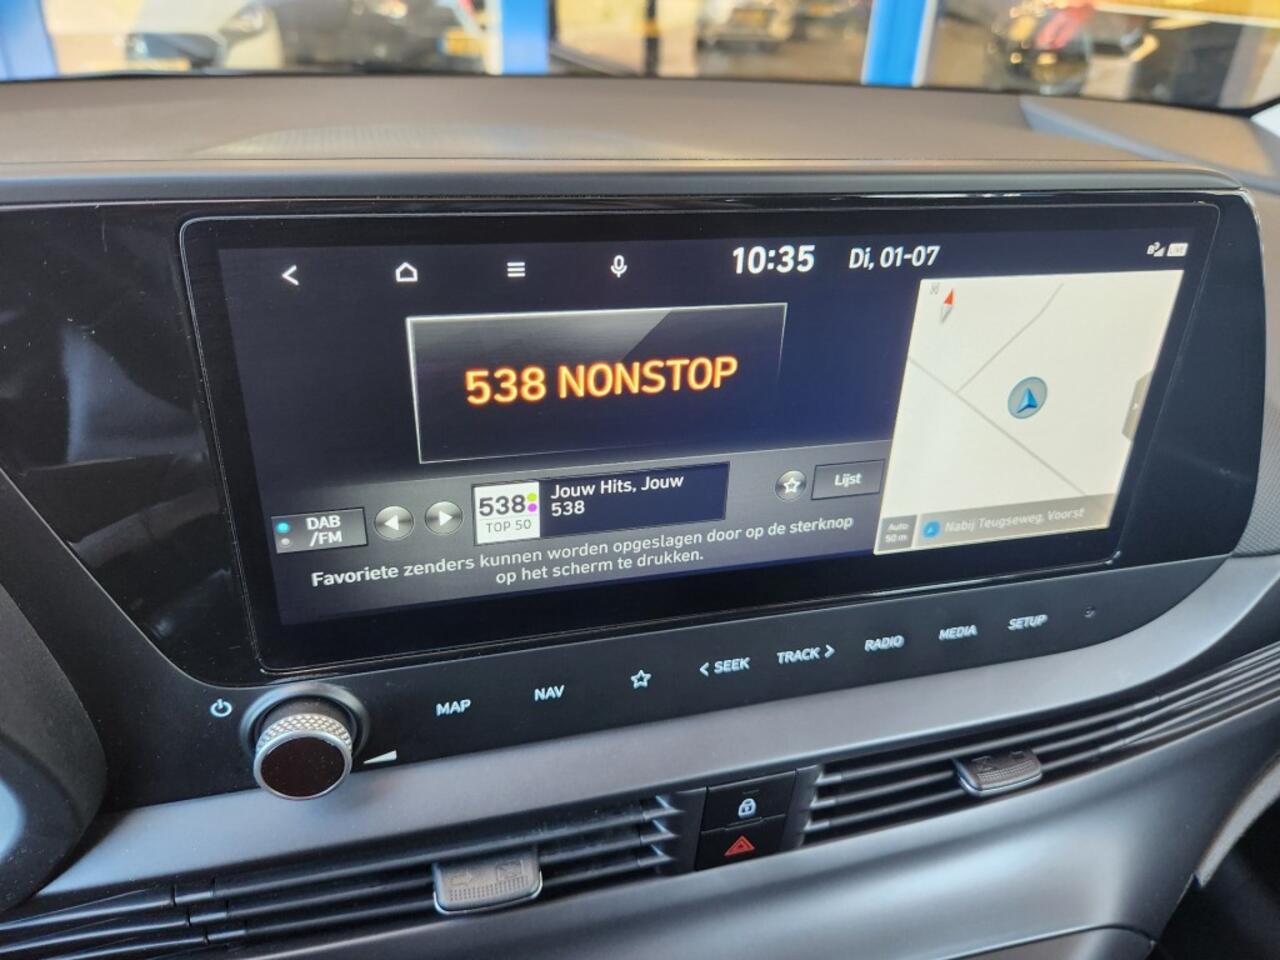 10:35 Di, 01-07
538 NONSTOP
DAB
/FM
538
TOP 50
Jouw Hits, Jouw
538
Lijst
Favoriete zenders kunnen worden opgeslagen door op de sterknop
op het scherm te drukken.
Auto
50 m
Nabij Teugseweg, Voorst
MAP
NAV
< SEEK
TRACK >
RADIO
MEDIA
SETUP